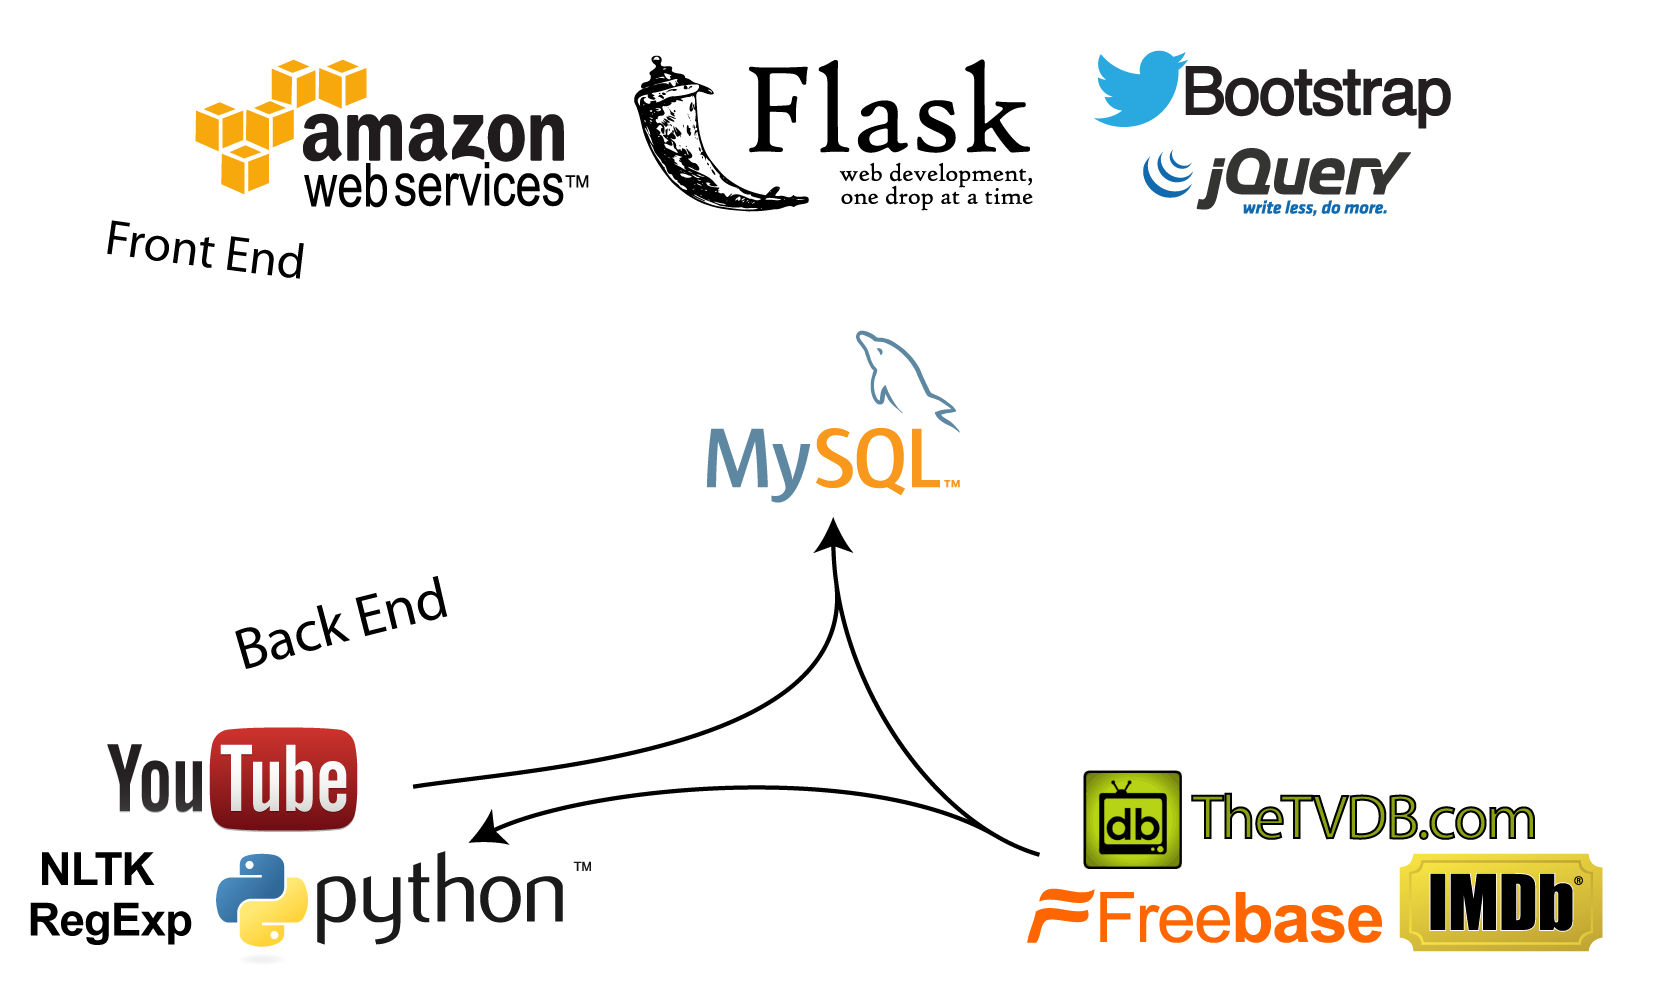 amazon
web services™
Flask
web development,
one drop at a time
Bootstrap
jQuery
write less, do more.
Front End
MySQL™
Back End
YouTube
NLTK
RegExp
python™
db
TheTVDB.com
Freebase
IMDb®